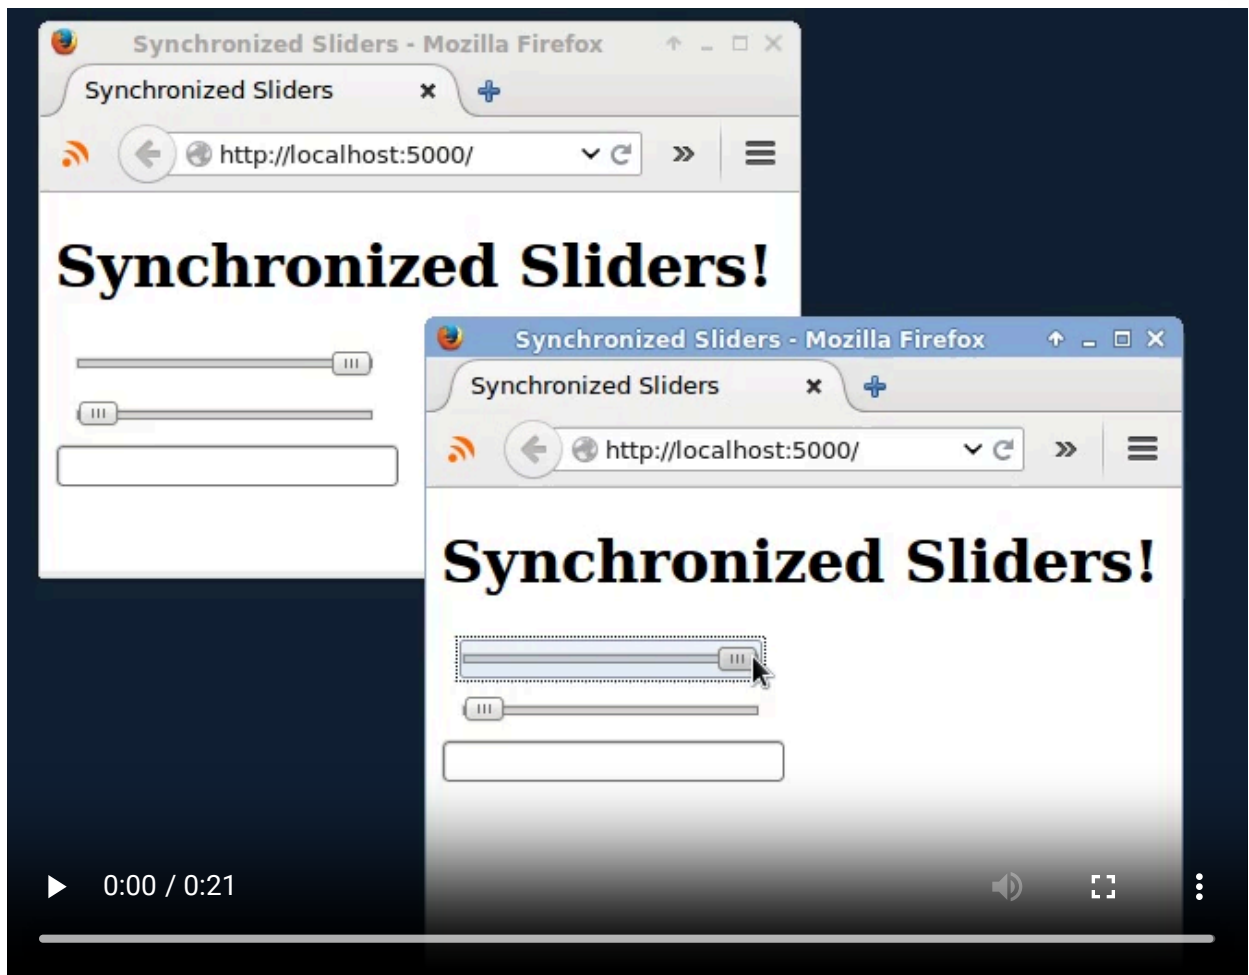 Synchronized Sliders - Mozilla Firefox
Synchronized Sliders
http://localhost:5000/
Synchronized Sliders!
Synchronized Sliders - Mozilla Firefox
Synchronized Sliders
http://localhost:5000/
Synchronized Sliders!
0:00 / 0:21